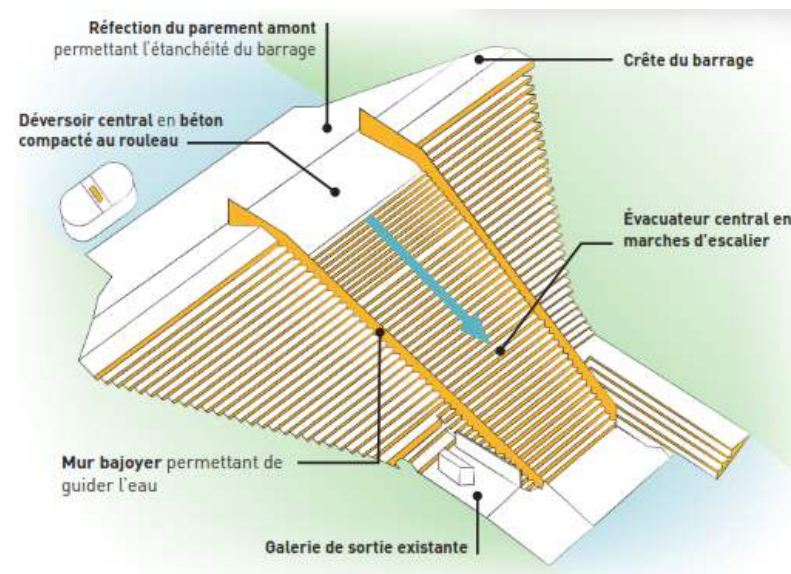 Réfection du parement amont
permettant l'étanchéité du barrage
Crête du barrage
Déversoir central en béton
compacté au rouleau
Évacuateur central en
marches d'escalier
Mur bajoyer permettant de
guider l'eau
Galerie de sortie existante